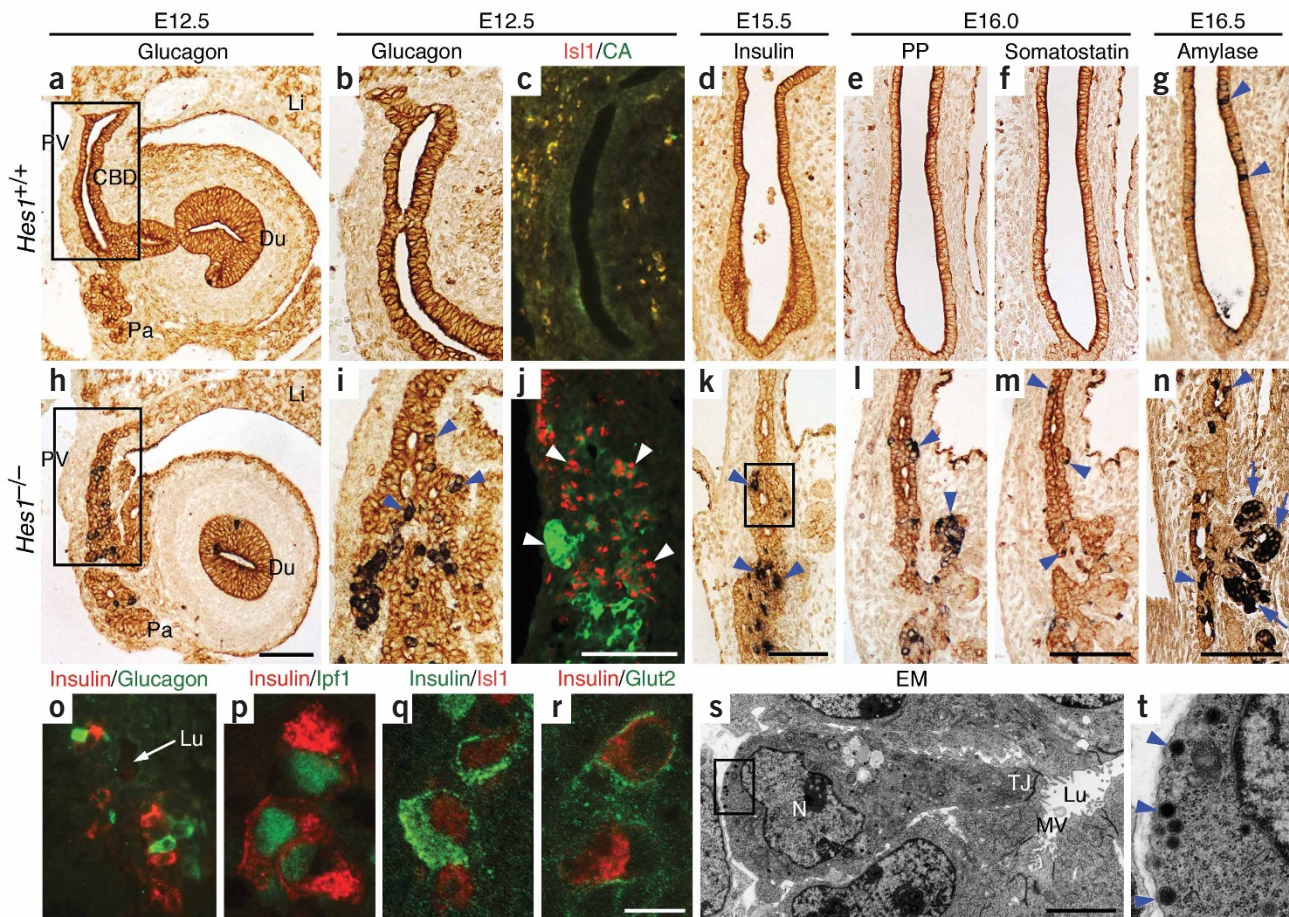 E12.5 E12.5 E15.5 E16.0 E16.5
Glucagon Glucagon Isl1/CA Insulin PP Somatostatin Amylase
a b c d e f g
Li
PV
CBD
Du
Pa
Hes1+/+
h i j k l m n
Li
PV
Du
Pa
Hes1–/–
Insulin/Glucagon Insulin/Ipf1 Insulin/Isl1 Insulin/Glut2 EM
o p q r s t
Lu
TJ
Lu
N
MV